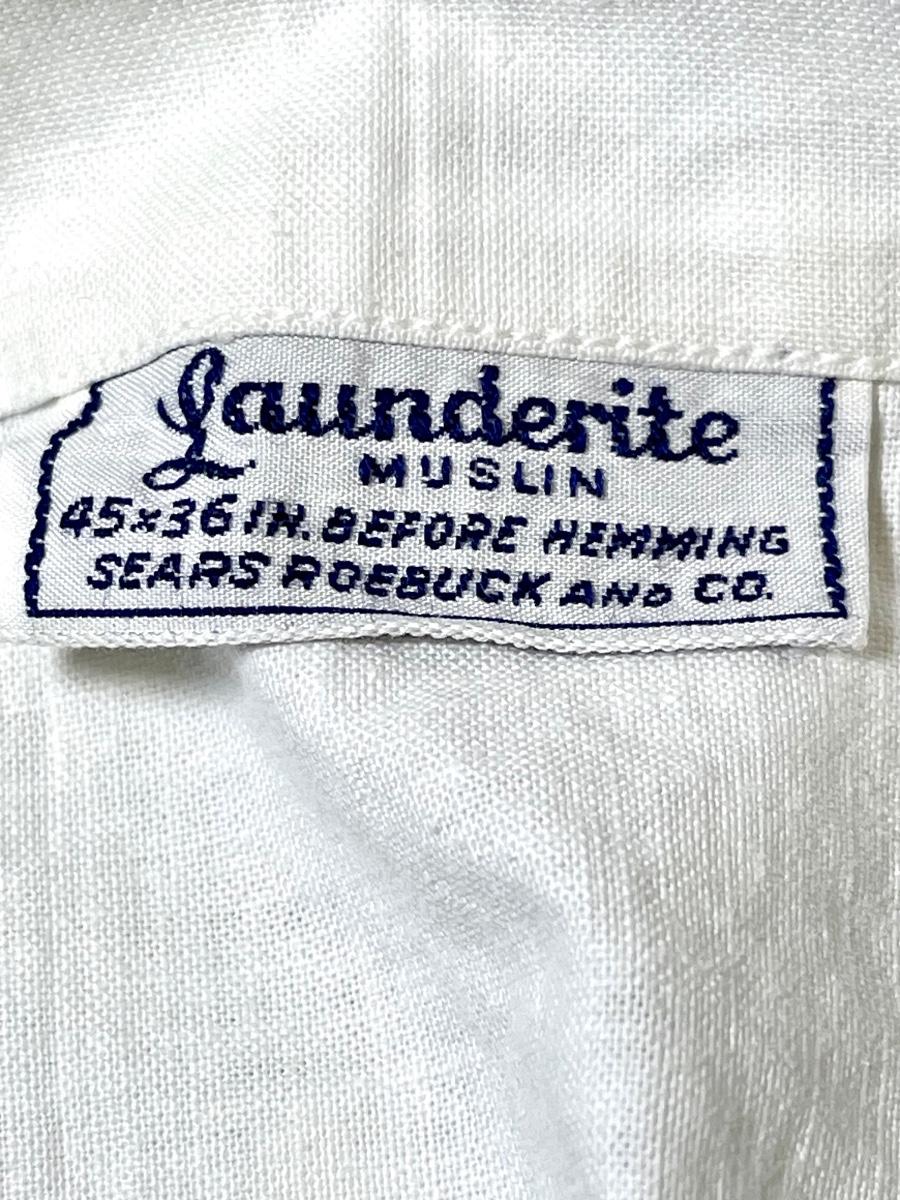 Launderite
MUSLIN
45x36 IN. BEFORE HEMMING
SEARS ROEBUCK AND CO.